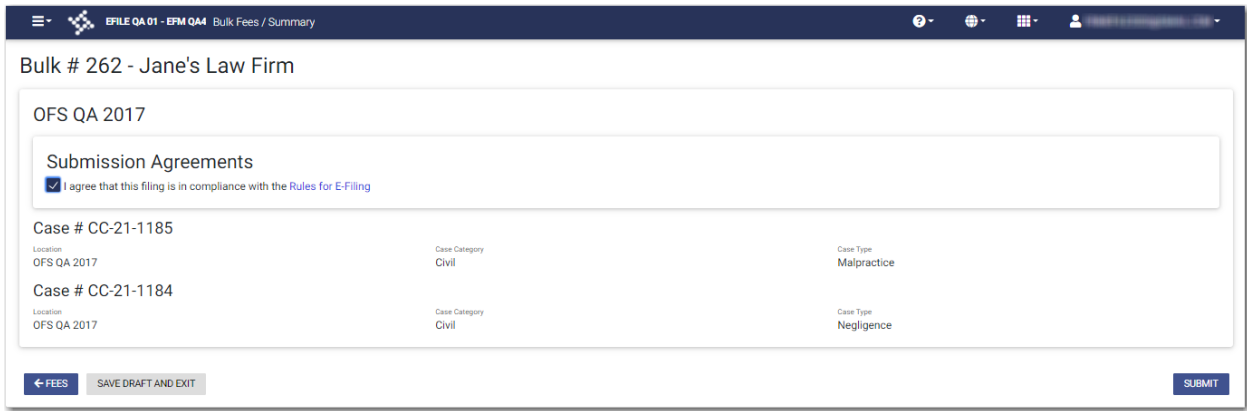 EFILE QA 01 - EFM QA4 Bulk Fees / Summary
Bulk # 262 - Jane's Law Firm
OFS QA 2017
Submission Agreements
I agree that this filing is in compliance with the Rules for E-Filing
Case # CC-21-1185
Location Case Category Case Type
OFS QA 2017 Civil Malpractice
Case # CC-21-1184
Location Case Category Case Type
OFS QA 2017 Civil Negligence
FEES SAVE DRAFT AND EXIT SUBMIT